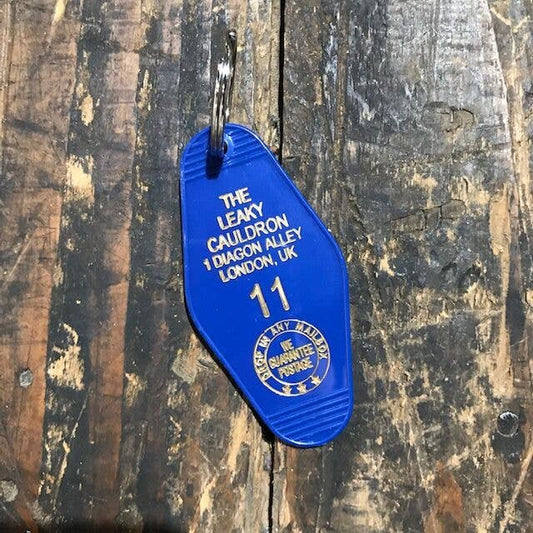 THE
LEAKY
CAULDRON
1 DIAGON ALLEY
LONDON, UK
11
DROP IN ANY MAILBOX
WE
GUARANTEE
POSTAGE